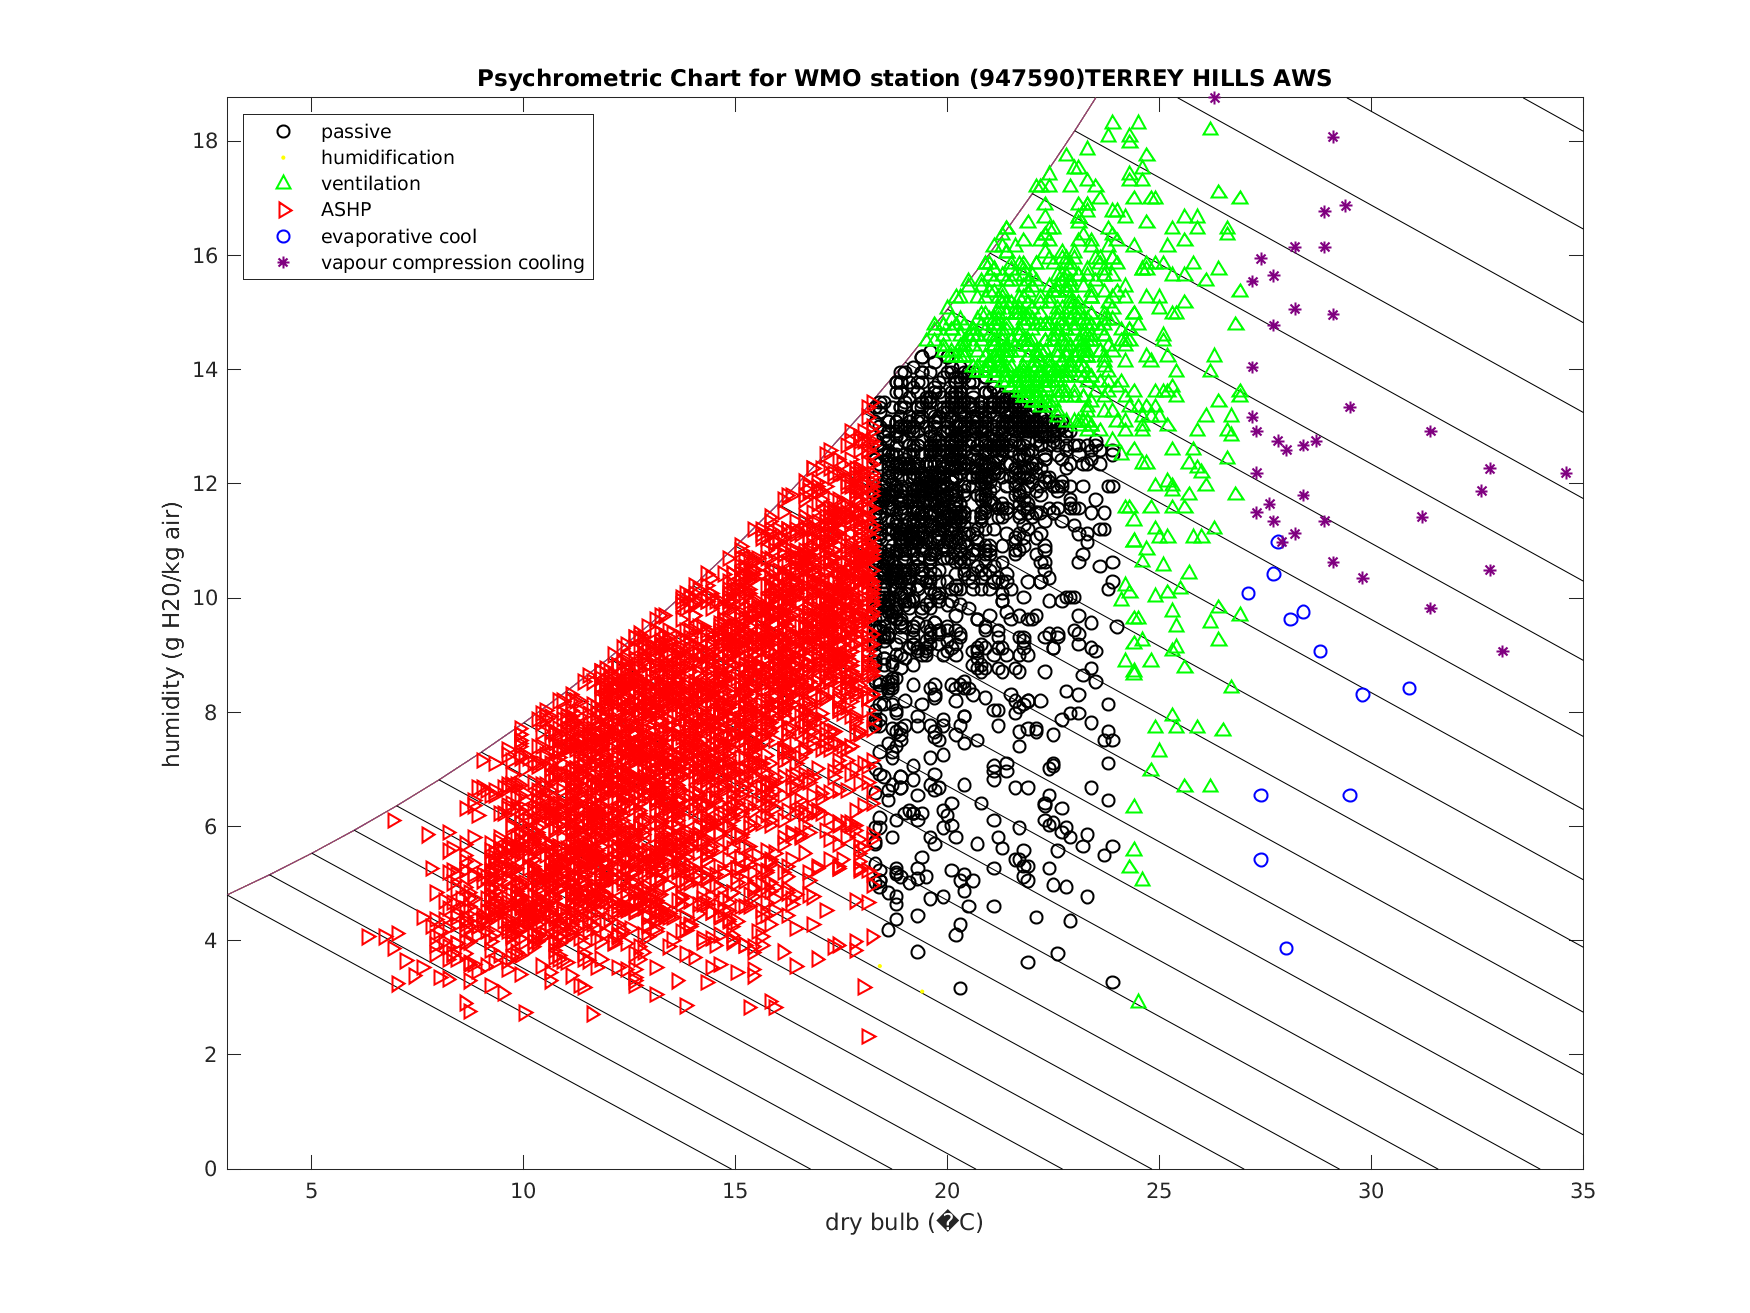 Psychrometric Chart for WMO station (947590)TERREY HILLS AWS
passive
humidification
ventilation
ASHP
evaporative cool
vapour compression cooling
humidity (g H20/kg air)
18
16
14
12
10
8
6
4
2
0
5 10 15 20 25 30 35
dry bulb (�C)